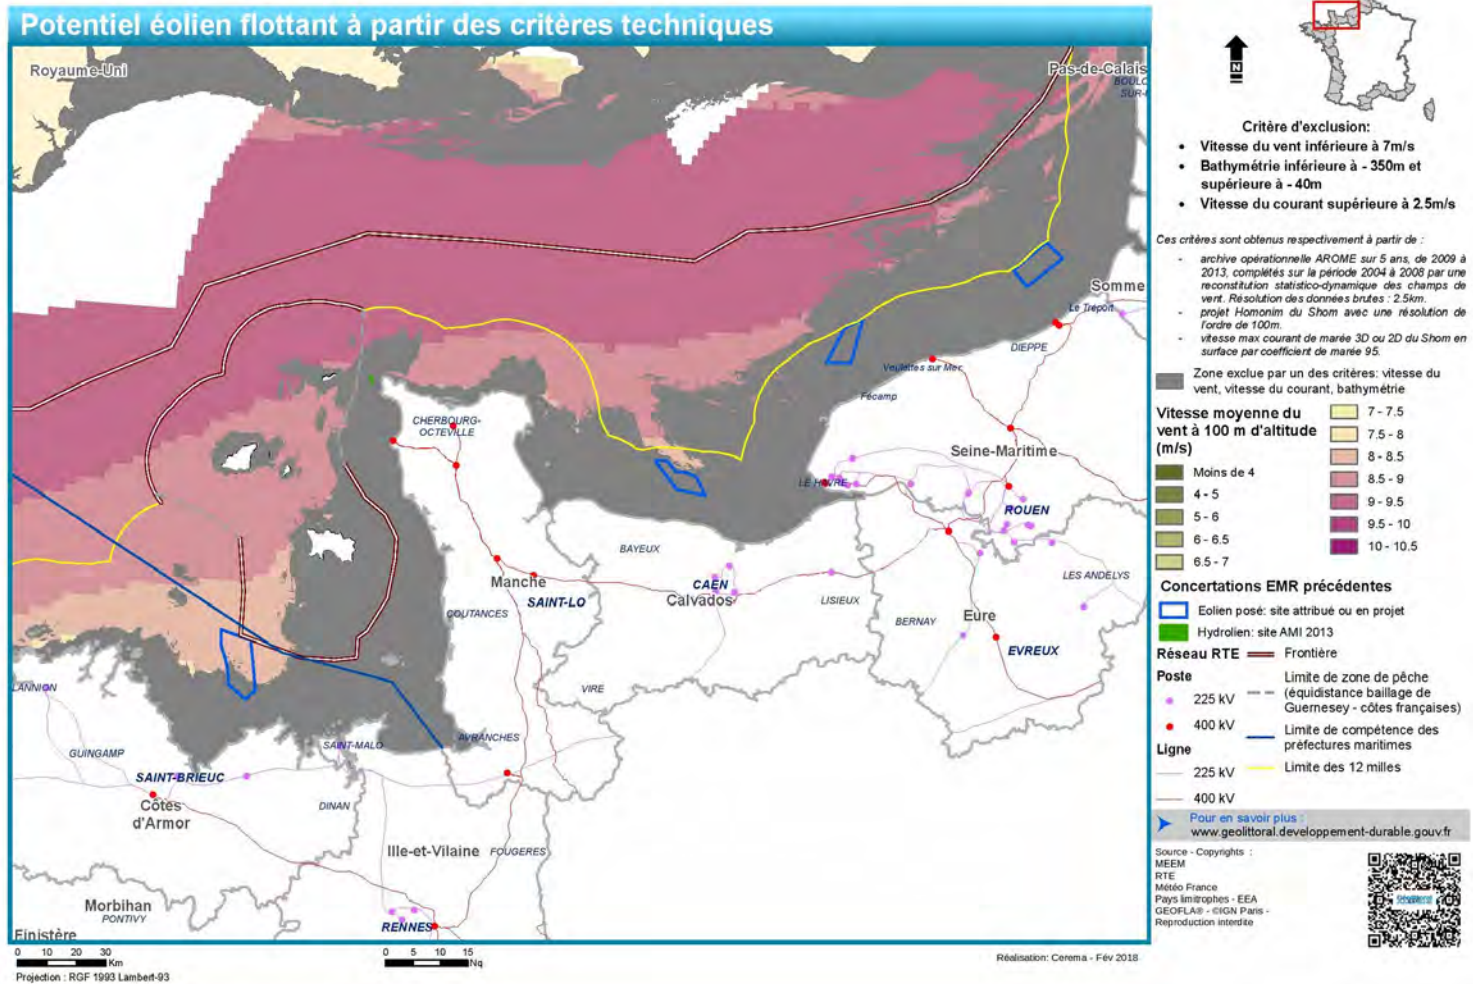 Potentiel éolien flottant à partir des critères techniques
Royaume-Uni
Pas-de-Calais
BOULO
SUR-
Somme
Le Tréport
DIEPPE
Veulettes sur Mer
Fécamp
CHERBOURG-
OCTEVILLE
Seine-Maritime
LE HAVRE
ROUEN
BAYEUX
LES ANDELYS
Manche
CAEN
SAINT-LO
Calvados
LISIEUX
COUTANCES
Eure
BERNAY
EVREUX
LANNION
VIRE
GUINGAMP
SAINT-MALO
AVRANCHES
SAINT-BRIEUC
Côtes
d'Armor
DINAN
Ille-et-Vilaine
FOUGERES
Morbihan
PONTIVY
RENNES
Finistère
0 10 20 30
Km
0 5 10 15
Nq
Projection : RGF 1993 Lambert-93
Réalisation: Cerema - Fév 2018
N
Critère d'exclusion:
• Vitesse du vent inférieure à 7m/s
• Bathymétrie inférieure à - 350m et
supérieure à - 40m
• Vitesse du courant supérieure à 2.5m/s
Ces critères sont obtenus respectivement à partir de :
- archive opérationnelle AROME sur 5 ans, de 2009 à
2013, complétés sur la période 2004 à 2008 par une
reconstitution statistico-dynamique des champs de
vent. Résolution des données brutes : 2.5km.
- projet Homonim du Shom avec une résolution de
l'ordre de 100m.
- vitesse max courant de marée 3D ou 2D du Shom en
surface par coefficient de marée 95.
Zone exclue par un des critères: vitesse du
vent, vitesse du courant, bathymétrie
Vitesse moyenne du
vent à 100 m d'altitude
(m/s)
Moins de 4
4 - 5
5 - 6
6 - 6.5
6.5 - 7
7 - 7.5
7.5 - 8
8 - 8.5
8.5 - 9
9 - 9.5
9.5 - 10
10 - 10.5
Concertations EMR précédentes
Eolien posé: site attribué ou en projet
Hydrolien: site AMI 2013
Réseau RTE
Frontière
Poste
225 kV
400 kV
Ligne
225 kV
400 kV
Limite de zone de pêche
(équidistance baillage de
Guernesey - côtes françaises)
Limite de compétence des
préfectures maritimes
Limite des 12 milles
Pour en savoir plus :
www.geolittoral.developpement-durable.gouv.fr
Source - Copyrights :
MEEM
RTE
Météo France
Pays limitrophes - EEA
GEOFLA® - ©IGN Paris -
Reproduction interdite